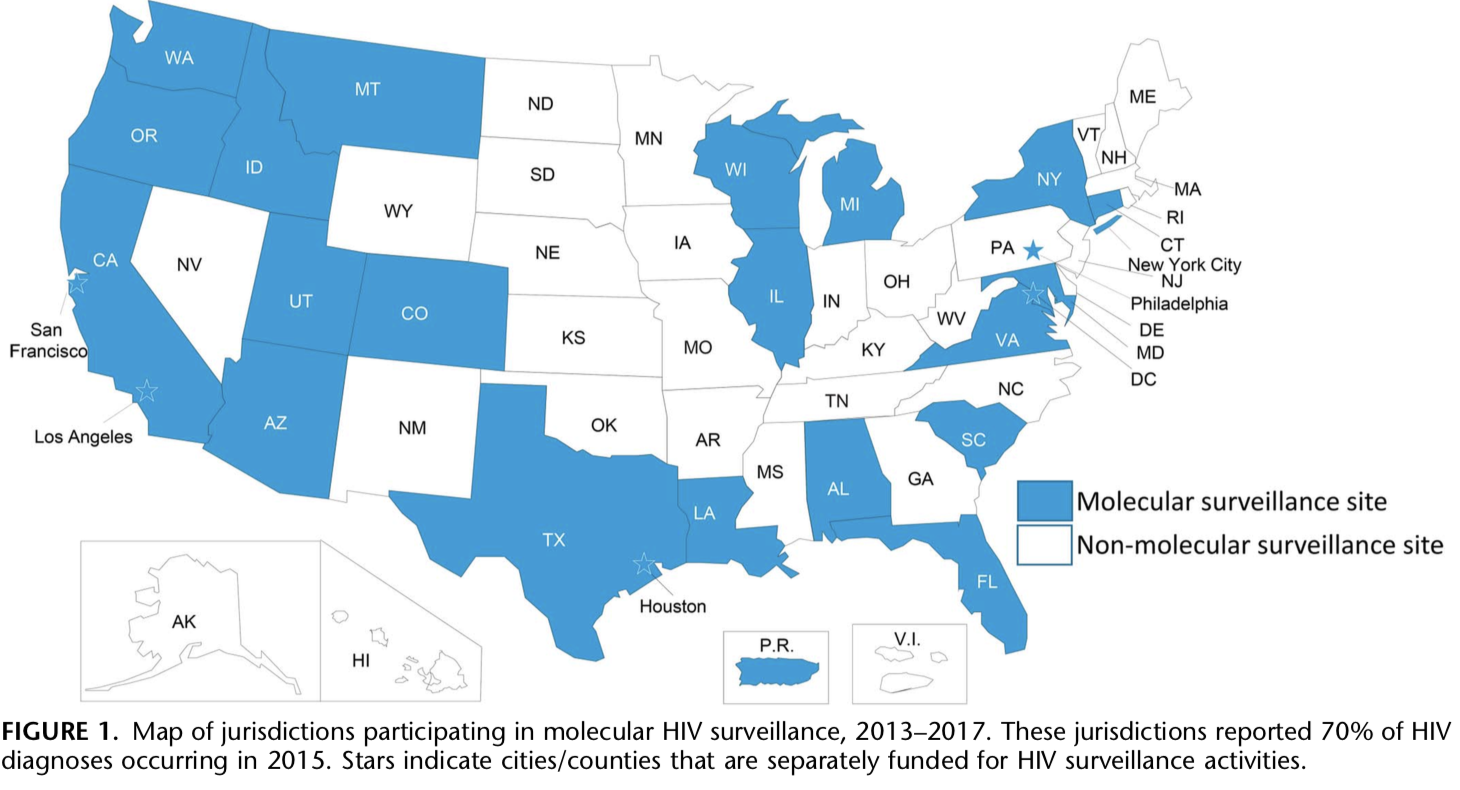 WA
MT
ND
MN
ME
OR
ID
SD
WI
VT
NH
WY
MI
NY
MA
RI
CT
New York City
NJ
Philadelphia
DE
MD
DC
CA
NV
UT
CO
NE
IA
IL
IN
OH
PA
WV
VA
KS
MO
KY
San
Francisco
Los Angeles
AZ
NM
OK
AR
TN
NC
SC
MS
AL
GA
LA
TX
FL
Houston
AK
HI
P.R.
V.I.
Molecular surveillance site
Non-molecular surveillance site
FIGURE 1. Map of jurisdictions participating in molecular HIV surveillance, 2013–2017. These jurisdictions reported 70% of HIV
diagnoses occurring in 2015. Stars indicate cities/counties that are separately funded for HIV surveillance activities.